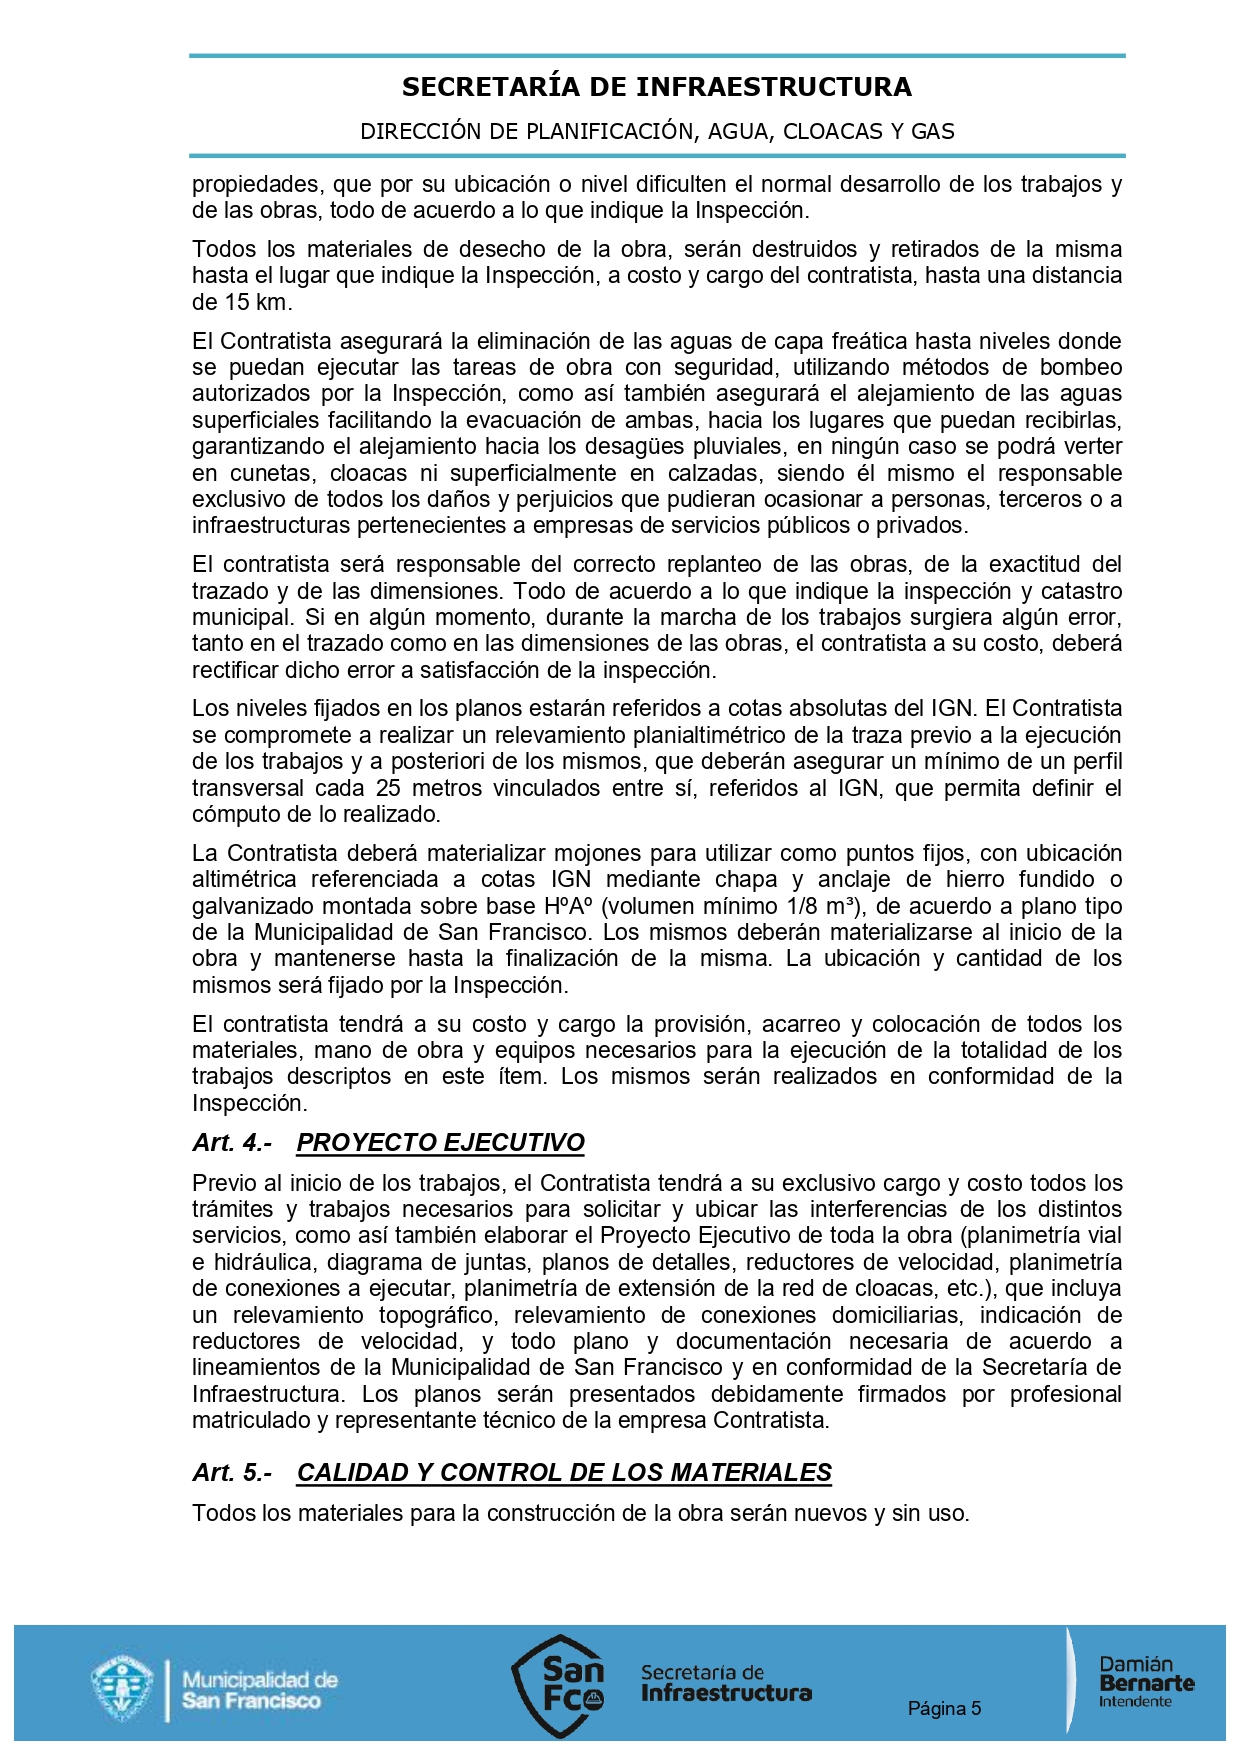 SECRETARÍA DE INFRAESTRUCTURA
DIRECCIÓN DE PLANIFICACIÓN, AGUA, CLOACAS Y GAS
propiedades, que por su ubicación o nivel dificulten el normal desarrollo de los trabajos y
de las obras, todo de acuerdo a lo que indique la Inspección.
Todos los materiales de desecho de la obra, serán destruidos y retirados de la misma
hasta el lugar que indique la Inspección, a costo y cargo del contratista, hasta una distancia
de 15 km.
El Contratista asegurará la eliminación de las aguas de capa freática hasta niveles donde
se puedan ejecutar las tareas de obra con seguridad, utilizando métodos de bombeo
autorizados por la Inspección, como así también asegurará el alejamiento de las aguas
superficiales facilitando la evacuación de ambas, hacia los lugares que puedan recibirlas,
garantizando el alejamiento hacia los desagües pluviales, en ningún caso se podrá verter
en cunetas, cloacas ni superficialmente en calzadas, siendo él mismo el responsable
exclusivo de todos los daños y perjuicios que pudieran ocasionar a personas, terceros o a
infraestructuras pertenecientes a empresas de servicios públicos o privados.
El contratista será responsable del correcto replanteo de las obras, de la exactitud del
trazado y de las dimensiones. Todo de acuerdo a lo que indique la inspección y catastro
municipal. Si en algún momento, durante la marcha de los trabajos surgiera algún error,
tanto en el trazado como en las dimensiones de las obras, el contratista a su costo, deberá
rectificar dicho error a satisfacción de la inspección.
Los niveles fijados en los planos estarán referidos a cotas absolutas del IGN. El Contratista
se compromete a realizar un relevamiento planialtimétrico de la traza previo a la ejecución
de los trabajos y a posteriori de los mismos, que deberán asegurar un mínimo de un perfil
transversal cada 25 metros vinculados entre sí, referidos al IGN, que permita definir el
cómputo de lo realizado.
La Contratista deberá materializar mojones para utilizar como puntos fijos, con ubicación
altimétrica referenciada a cotas IGN mediante chapa y anclaje de hierro fundido o
galvanizado montada sobre base HºAº (volumen mínimo 1/8 m³), de acuerdo a plano tipo
de la Municipalidad de San Francisco. Los mismos deberán materializarse al inicio de la
obra y mantenerse hasta la finalización de la misma. La ubicación y cantidad de los
mismos será fijado por la Inspección.
El contratista tendrá a su costo y cargo la provisión, acarreo y colocación de todos los
materiales, mano de obra y equipos necesarios para la ejecución de la totalidad de los
trabajos descriptos en este ítem. Los mismos serán realizados en conformidad de la
Inspección.
Art. 4.- PROYECTO EJECUTIVO
Previo al inicio de los trabajos, el Contratista tendrá a su exclusivo cargo y costo todos los
trámites y trabajos necesarios para solicitar y ubicar las interferencias de los distintos
servicios, como así también elaborar el Proyecto Ejecutivo de toda la obra (planimetría vial
e hidráulica, diagrama de juntas, planos de detalles, reductores de velocidad, planimetría
de conexiones a ejecutar, planimetría de extensión de la red de cloacas, etc.), que incluya
un relevamiento topográfico, relevamiento de conexiones domiciliarias, indicación de
reductores de velocidad, y todo plano y documentación necesaria de acuerdo a
lineamientos de la Municipalidad de San Francisco y en conformidad de la Secretaría de
Infraestructura. Los planos serán presentados debidamente firmados por profesional
matriculado y representante técnico de la empresa Contratista.
Art. 5.- CALIDAD Y CONTROL DE LOS MATERIALES
Todos los materiales para la construcción de la obra serán nuevos y sin uso.
Municipalidad de
San Francisco
San
Fco
Secretaría de
Infraestructura
Página 5
Damián
Bernarte
Intendente